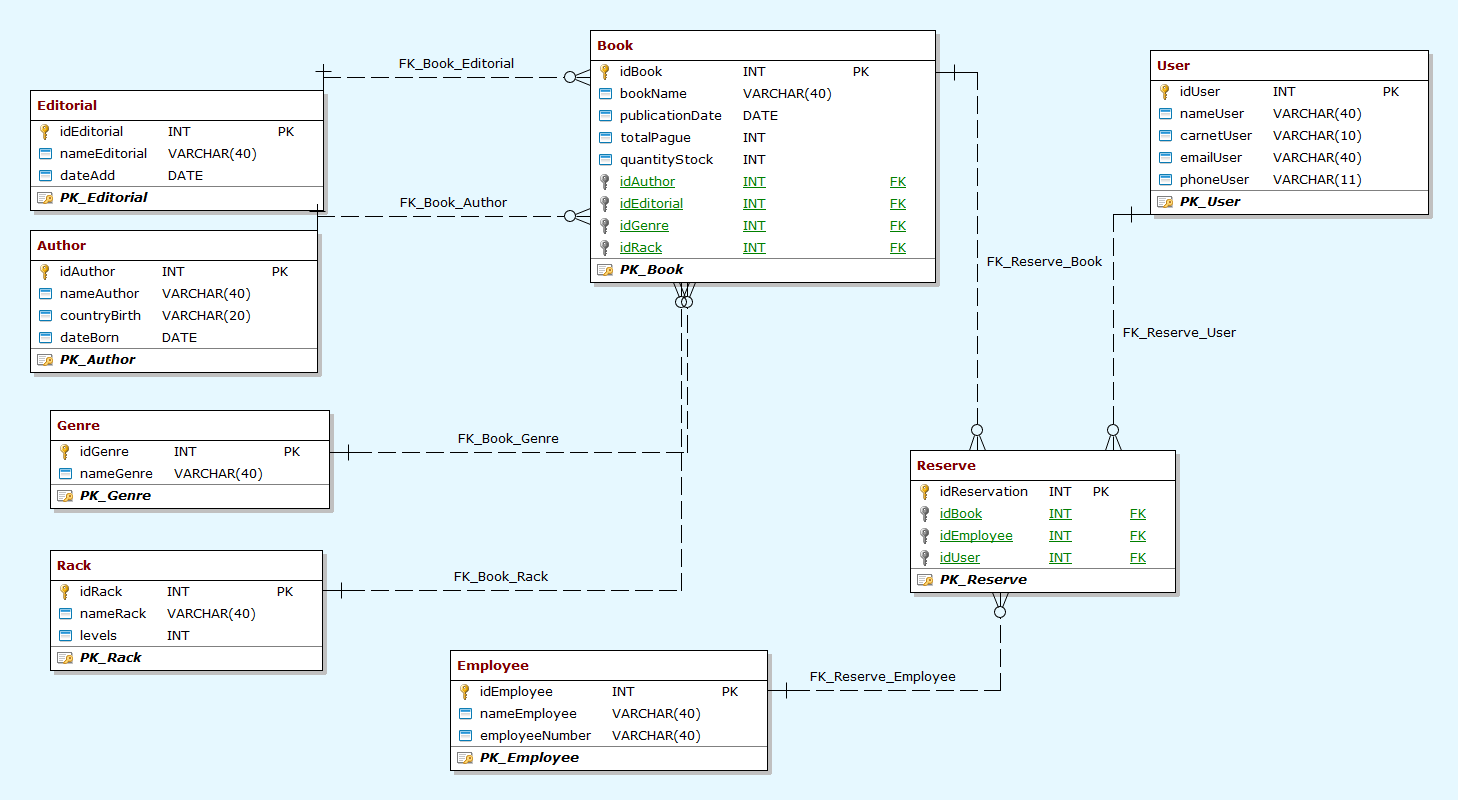 FK_Book_Editorial
Book
idBook INT PK
bookName VARCHAR(40)
publicationDate DATE
totalPague INT
quantityStock INT
idAuthor INT FK
idEditorial INT FK
idGenre INT FK
idRack INT FK
PK_Book
User
idUser INT PK
nameUser VARCHAR(40)
carnetUser VARCHAR(10)
emailUser VARCHAR(40)
phoneUser VARCHAR(11)
PK_User
Editorial
idEditorial INT PK
nameEditorial VARCHAR(40)
dateAdd DATE
PK_Editorial
FK_Book_Author
Author
idAuthor INT PK
nameAuthor VARCHAR(40)
countryBirth VARCHAR(20)
dateBorn DATE
PK_Author
FK_Reserve_Book
FK_Reserve_User
Genre
idGenre INT PK
nameGenre VARCHAR(40)
PK_Genre
FK_Book_Genre
Reserve
idReservation INT PK
idBook INT FK
idEmployee INT FK
idUser INT FK
PK_Reserve
Rack
idRack INT PK
nameRack VARCHAR(40)
levels INT
PK_Rack
FK_Book_Rack
Employee
idEmployee INT PK
nameEmployee VARCHAR(40)
employeeNumber VARCHAR(40)
PK_Employee
FK_Reserve_Employee